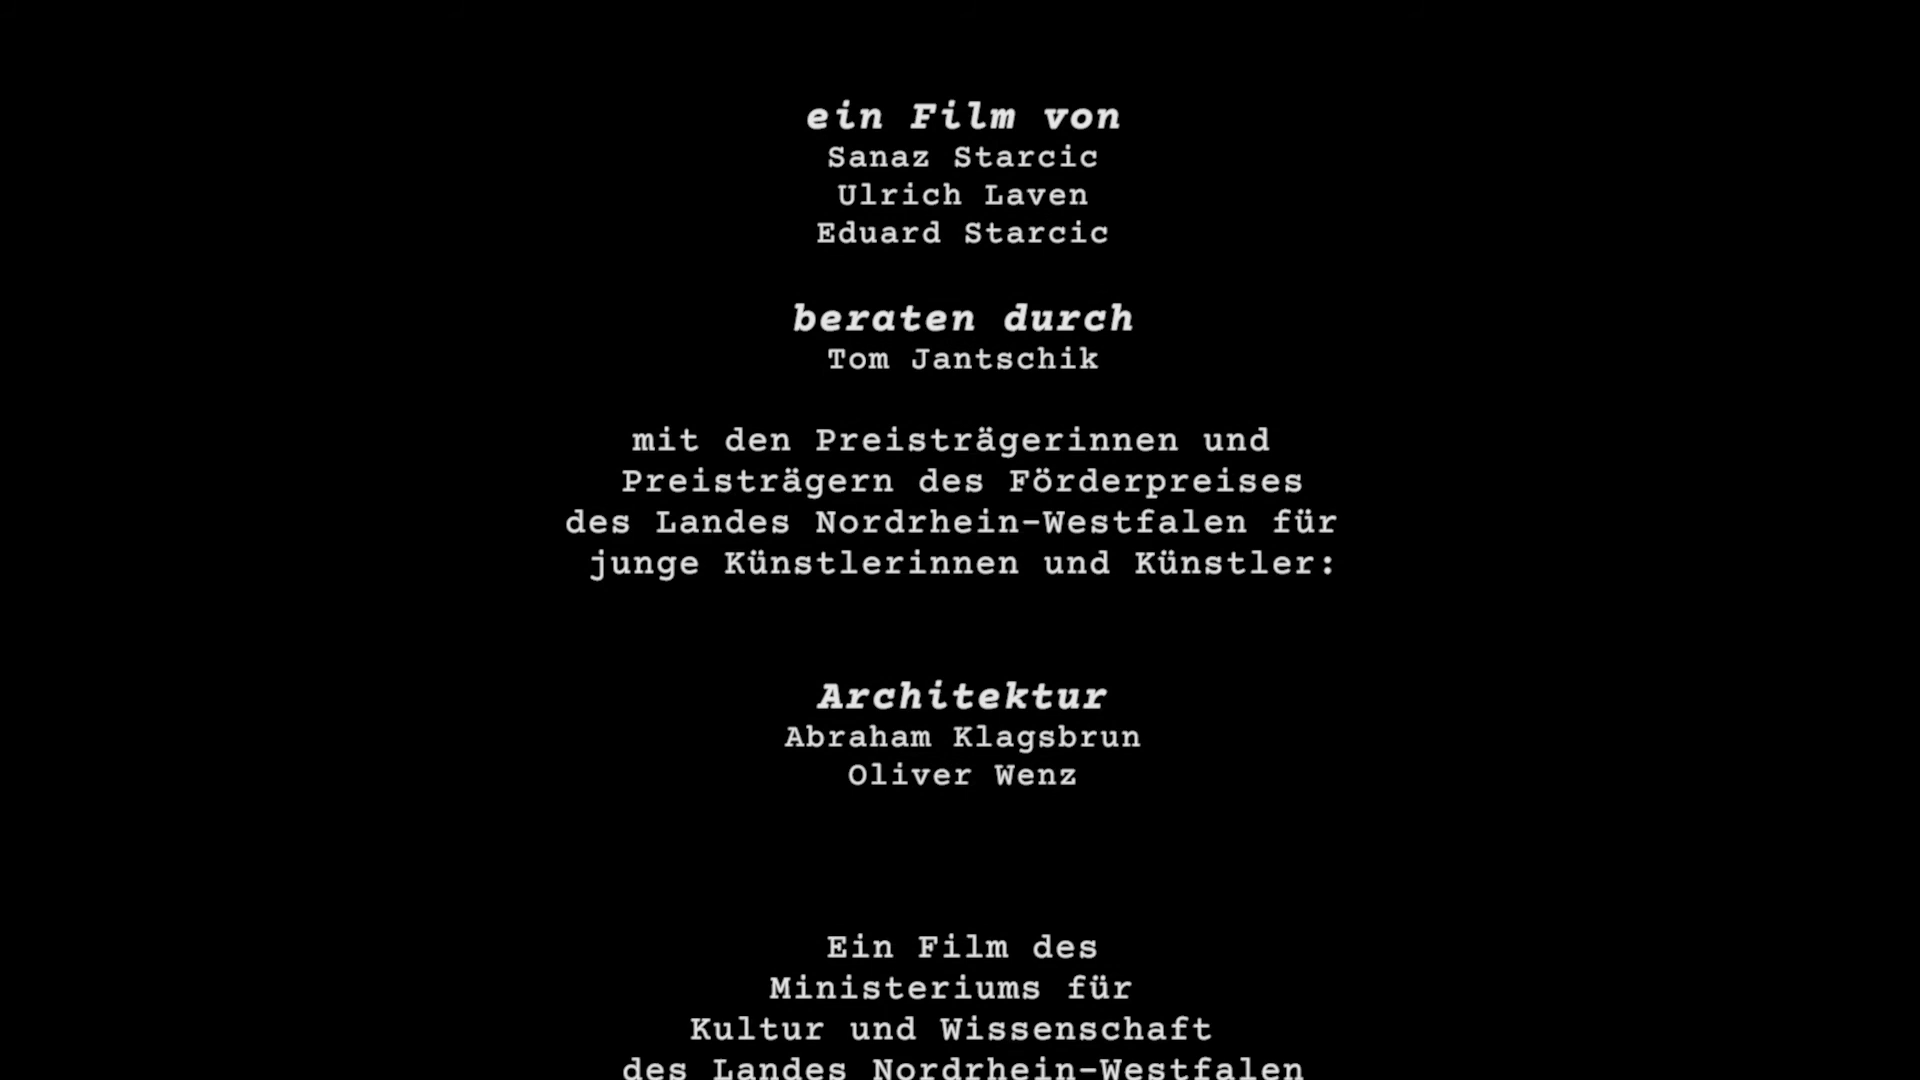 ein Film von
Sanaz Starcic
Ulrich Laven
Eduard Starcic
beraten durch
Tom Jantschik
mit den Preisträgerinnen und
Preisträgern des Förderpreises
des Landes Nordrhein-Westfalen für
junge Künstlerinnen und Künstler:
Architektur
Abraham Klagsbrun
Oliver Wenz
Ein Film des
Ministeriums für
Kultur und Wissenschaft
des Landes Nordrhein-Westfalen